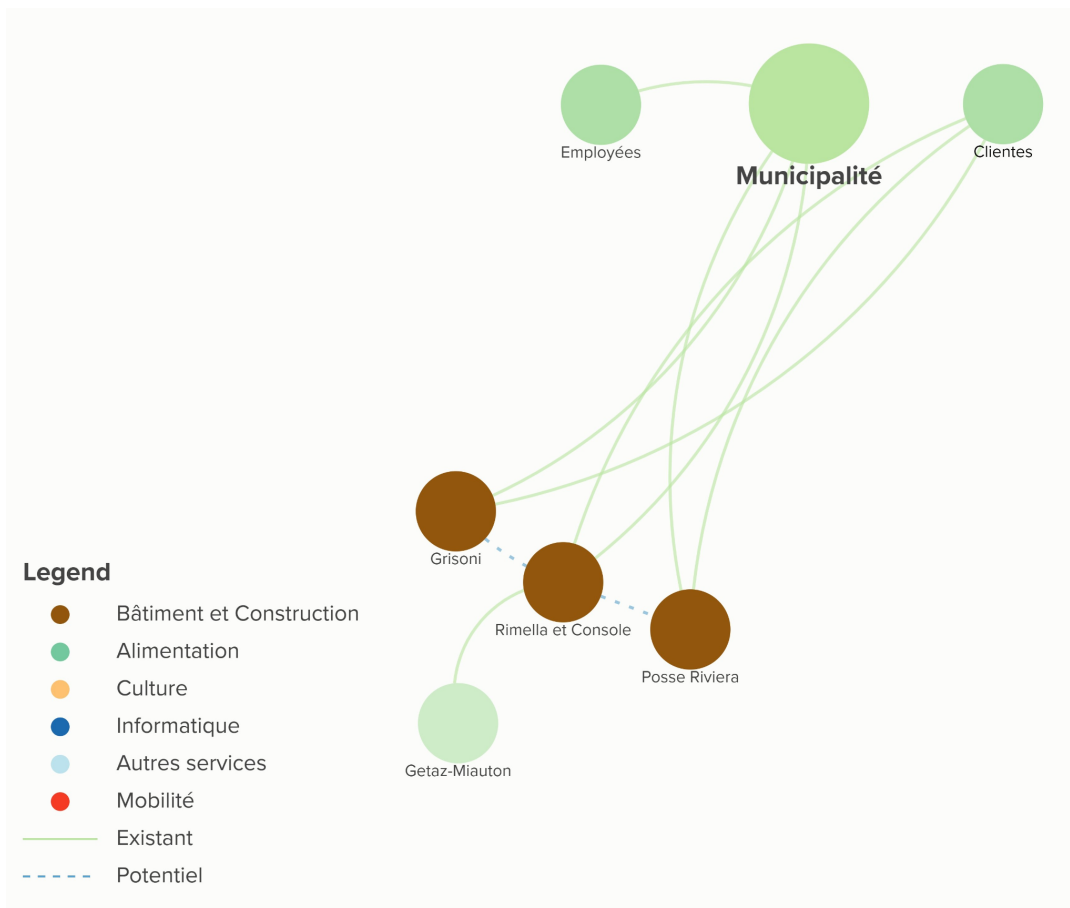 Employées
Municipalité
Clientes
Grisoni
Rimella et Console
Posse Riviera
Getaz-Miauton
Legend
Bâtiment et Construction
Alimentation
Culture
Informatique
Autres services
Mobilité
Existant
Potentiel